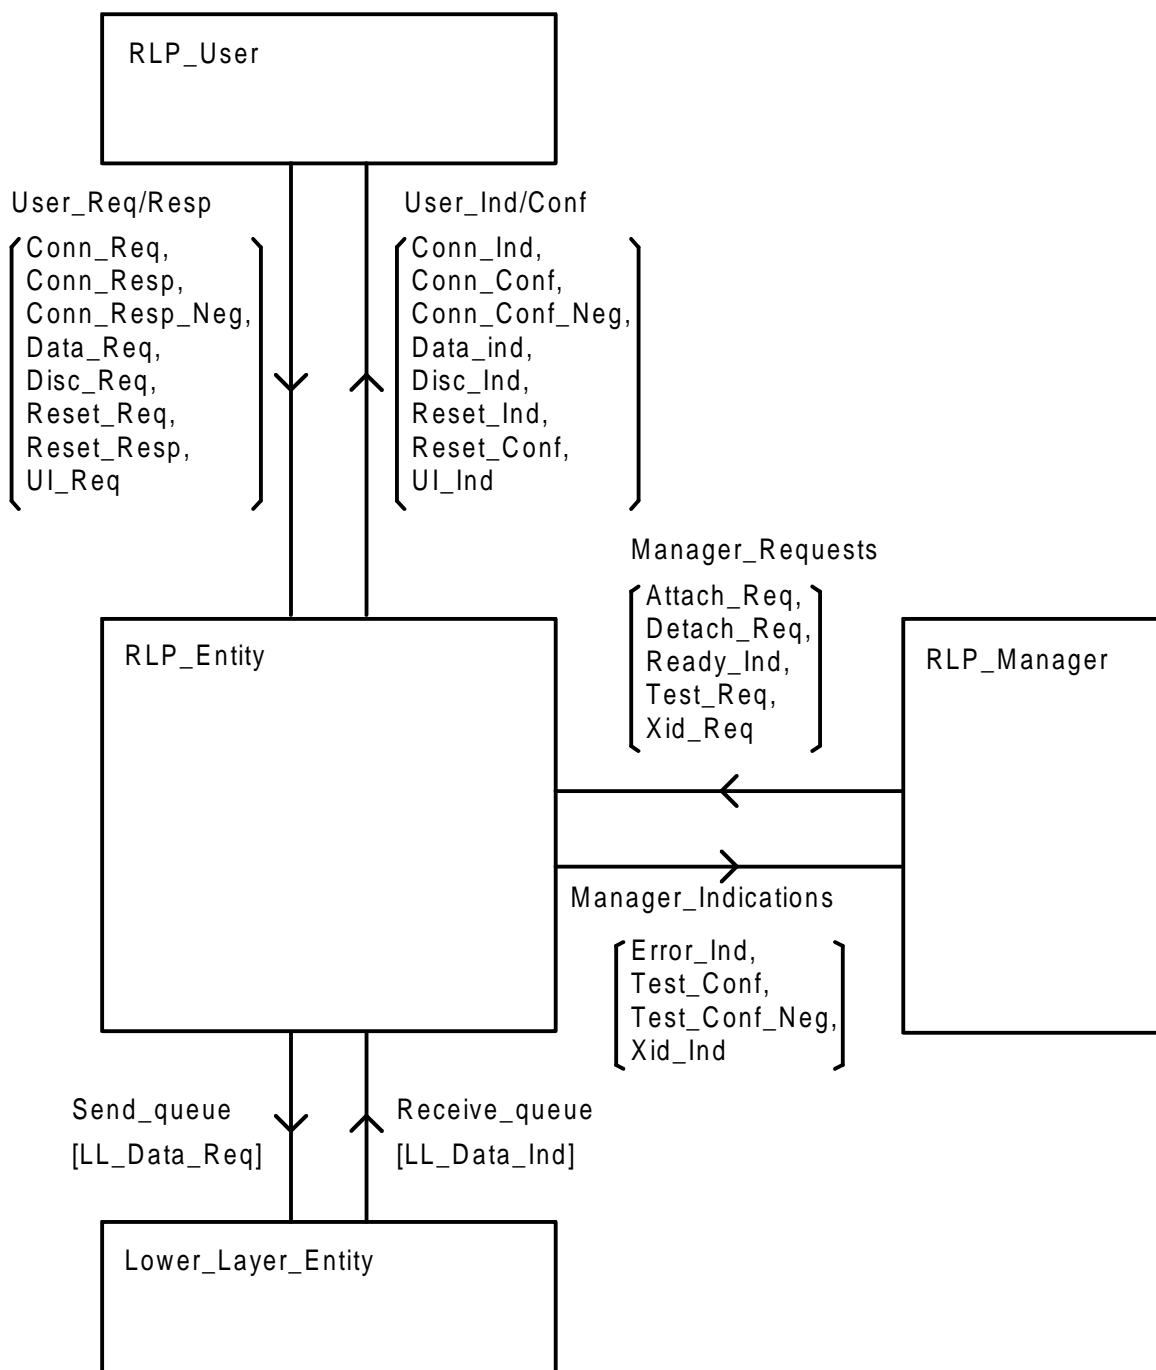 RLP_User
User_Req/Resp
Conn_Req,
Conn_Resp,
Conn_Resp_Neg,
Data_Req,
Disc_Req,
Reset_Req,
Reset_Resp,
UI_Req
User_Ind/Conf
Conn_Ind,
Conn_Conf,
Conn_Conf_Neg,
Data_ind,
Disc_Ind,
Reset_Ind,
Reset_Conf,
UI_Ind
Manager_Requests
Attach_Req,
Detach_Req,
Ready_Ind,
Test_Req,
Xid_Req
RLP_Entity
RLP_Manager
Manager_Indications
Error_Ind,
Test_Conf,
Test_Conf_Neg,
Xid_Ind
Send_queue
[LL_Data_Req]
Receive_queue
[LL_Data_Ind]
Lower_Layer_Entity